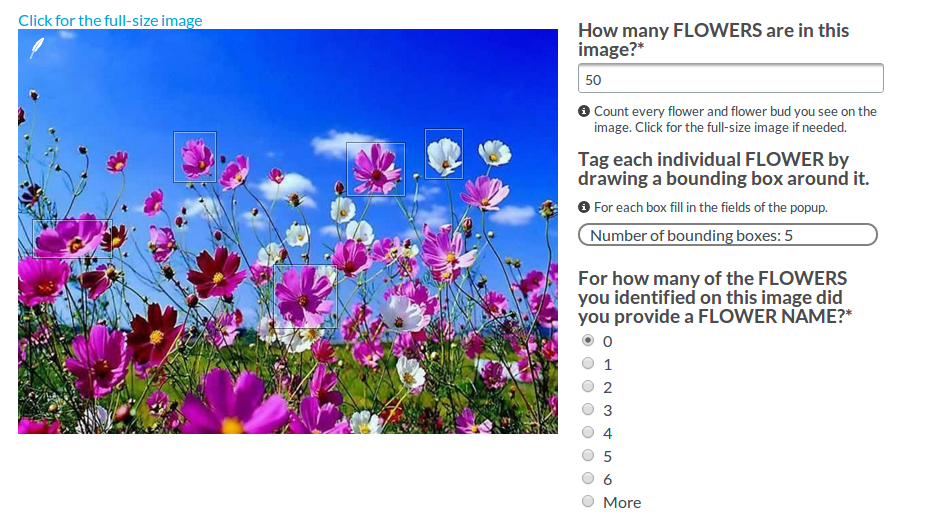 Click for the full-size image
How many FLOWERS are in this
image?*
50
Count every flower and flower bud you see on the
image. Click for the full-size image if needed.
Tag each individual FLOWER by
drawing a bounding box around it.
For each box fill in the fields of the popup.
Number of bounding boxes: 5
For how many of the FLOWERS
you identified on this image did
you provide a FLOWER NAME?*
0
1
2
3
4
5
6
More